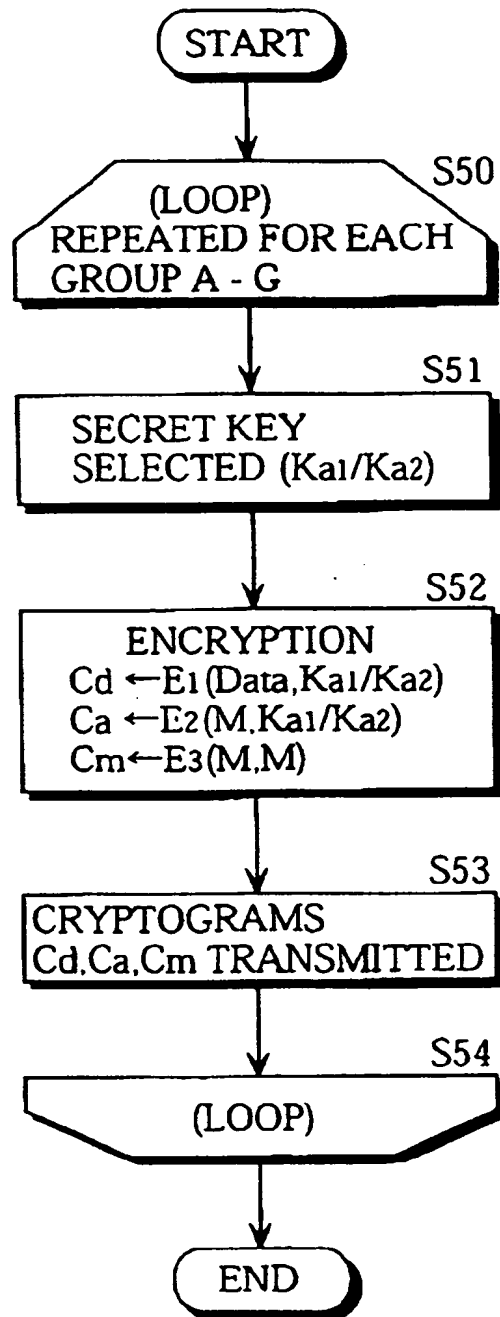 START
S50
(LOOP)
REPEATED FOR EACH
GROUP A - G
S51
SECRET KEY
SELECTED (Ka1/Ka2)
S52
ENCRYPTION
Cd ←E1(Data,Ka1/Ka2)
Ca ←E2(M,Ka1/Ka2)
Cm←E3(M,M)
S53
CRYPTOGRAMS
Cd,Ca,Cm TRANSMITTED
S54
(LOOP)
END